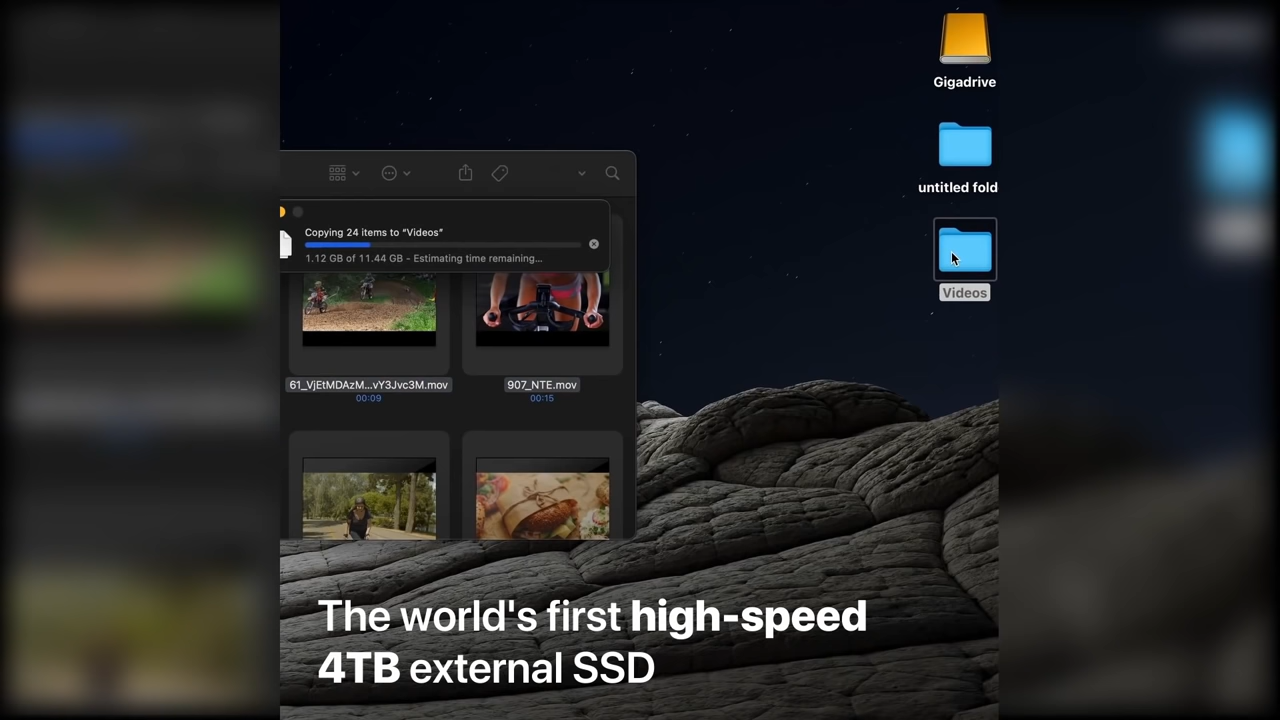 Gigadrive
untitled fold
Videos
Copying 24 items to “Videos”
1.12 GB of 11.44 GB - Estimating time remaining...
61_VjEtMDAzM...vY3Jvc3M.mov
907_NTE.mov
00:09
00:15
The world's first high-speed
4TB external SSD